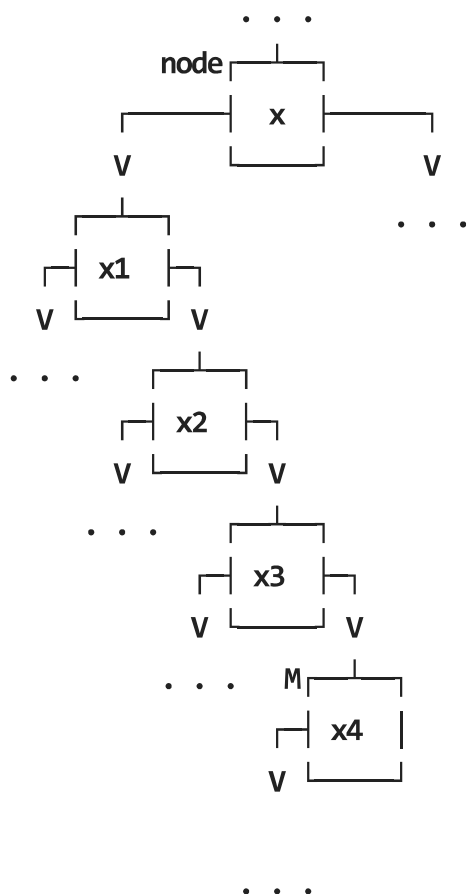 . . .
node
x
V V
. . .
x1
V V
. . .
x2
V V
. . .
x3
V V
. . . M
x4
V
. . .